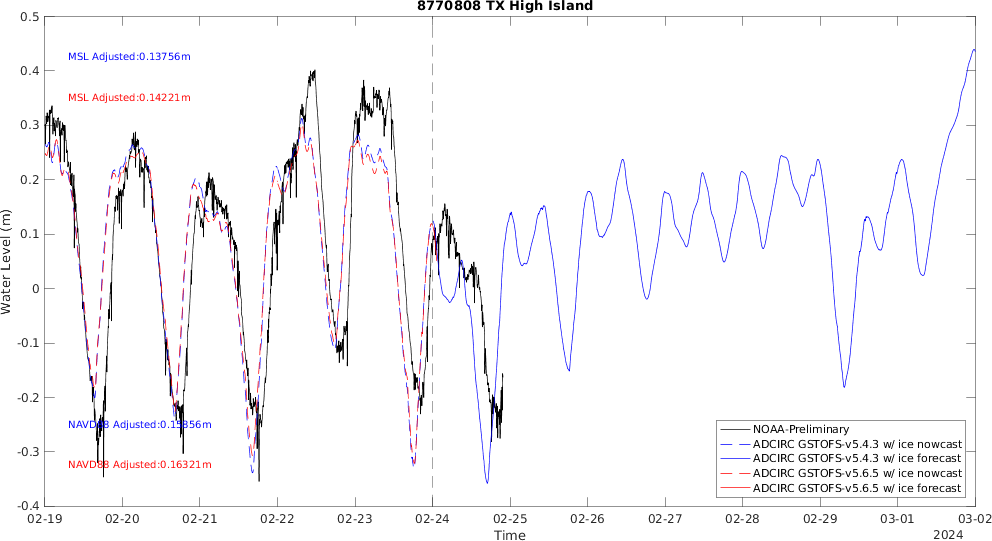 8770808 TX High Island
0.5
0.4
0.3
0.2
0.1
0
-0.1
-0.2
-0.3
-0.4
Water Level (m)
MSL Adjusted:0.13756m
MSL Adjusted:0.14221m
NAVD88 Adjusted:0.15856m
NAVD88 Adjusted:0.16321m
NOAA-Preliminary
ADCIRC GSTOFS-v5.4.3 w/ ice nowcast
ADCIRC GSTOFS-v5.4.3 w/ ice forecast
ADCIRC GSTOFS-v5.6.5 w/ ice nowcast
ADCIRC GSTOFS-v5.6.5 w/ ice forecast
02-19 02-20 02-21 02-22 02-23 02-24 02-25 02-26 02-27 02-28 02-29 03-01 03-02
Time
2024